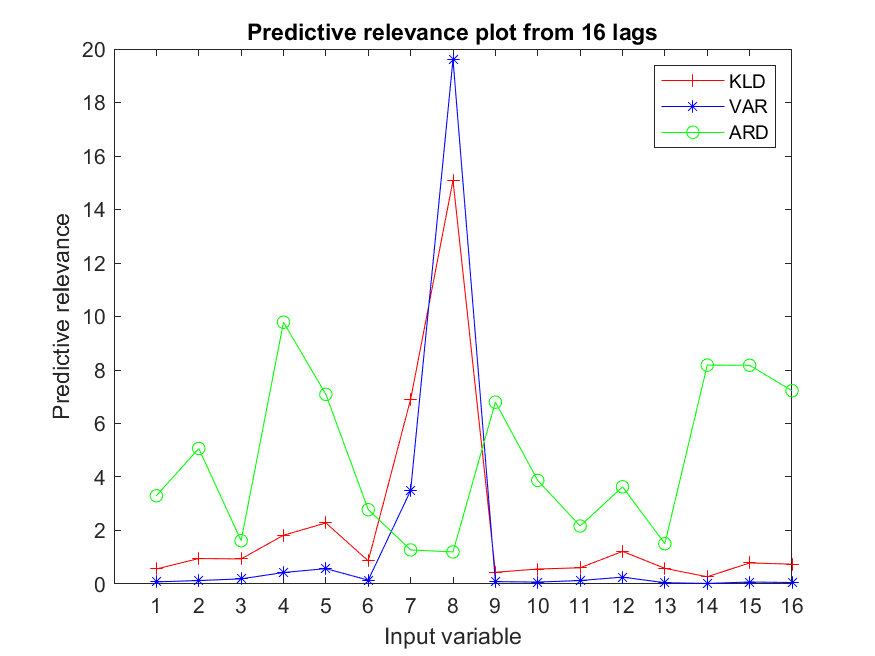 Predictive relevance plot from 16 lags
20
18
16
14
12
10
8
6
4
2
0
Predictive relevance
KLD
VAR
ARD
1 2 3 4 5 6 7 8 9 10 11 12 13 14 15 16
Input variable